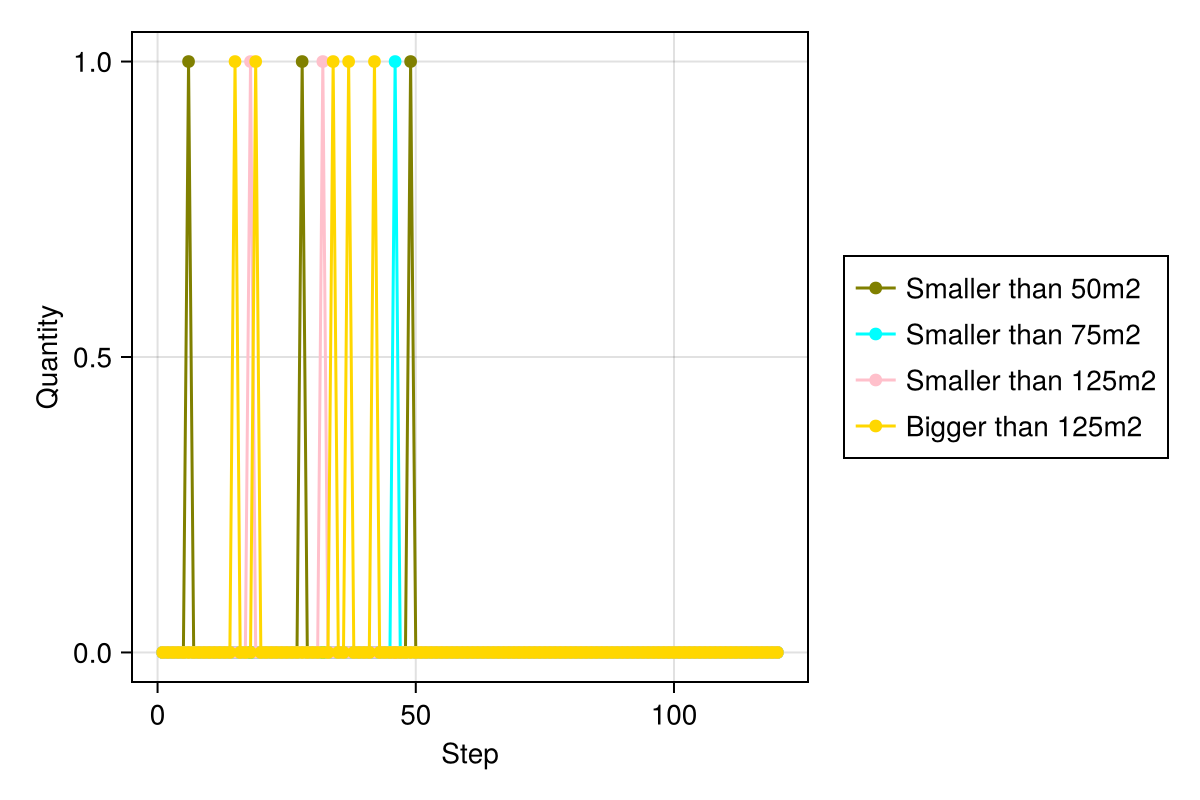 1.0
0.5
0.0
Quantity
0
50
100
Step
Smaller than 50m2
Smaller than 75m2
Smaller than 125m2
Bigger than 125m2